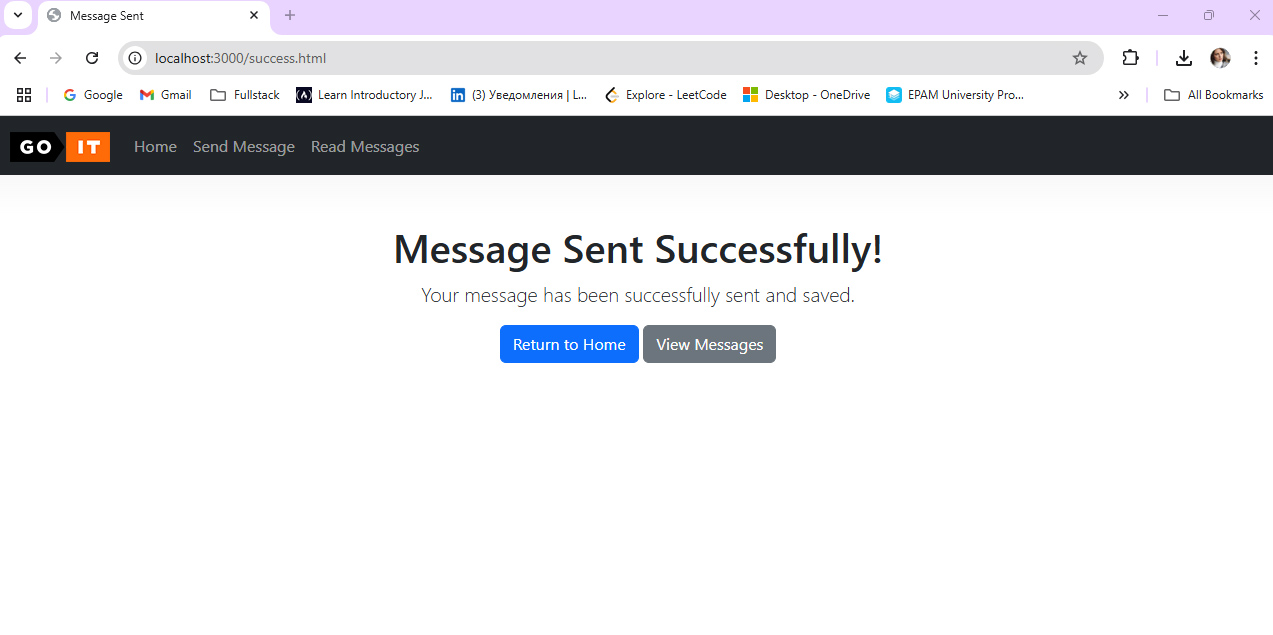 Message Sent
localhost:3000/success.html
Google Gmail Fullstack Learn Introductory J... (3) Уведомления | L... Explore - LeetCode Desktop - OneDrive EPAM University Pro... » All Bookmarks
GO IT Home Send Message Read Messages
Message Sent Successfully!
Your message has been successfully sent and saved.
Return to Home View Messages